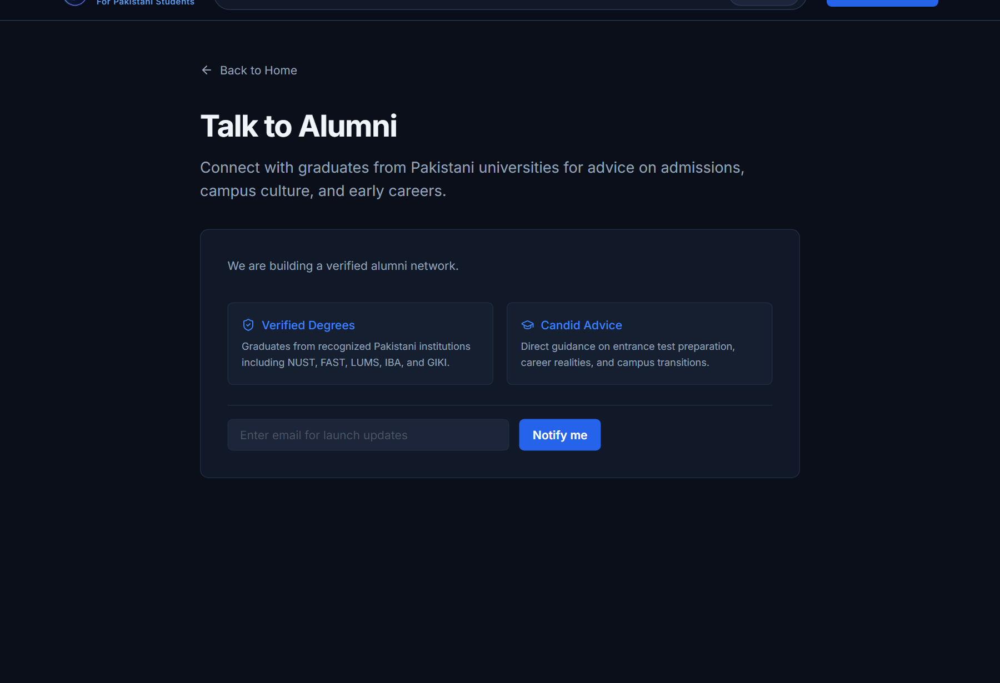 For Pakistani Students
Back to Home
Talk to Alumni
Connect with graduates from Pakistani universities for advice on admissions,
campus culture, and early careers.
We are building a verified alumni network.
Verified Degrees
Graduates from recognized Pakistani institutions
including NUST, FAST, LUMS, IBA, and GIKI.
Candid Advice
Direct guidance on entrance test preparation,
career realities, and campus transitions.
Enter email for launch updates
Notify me